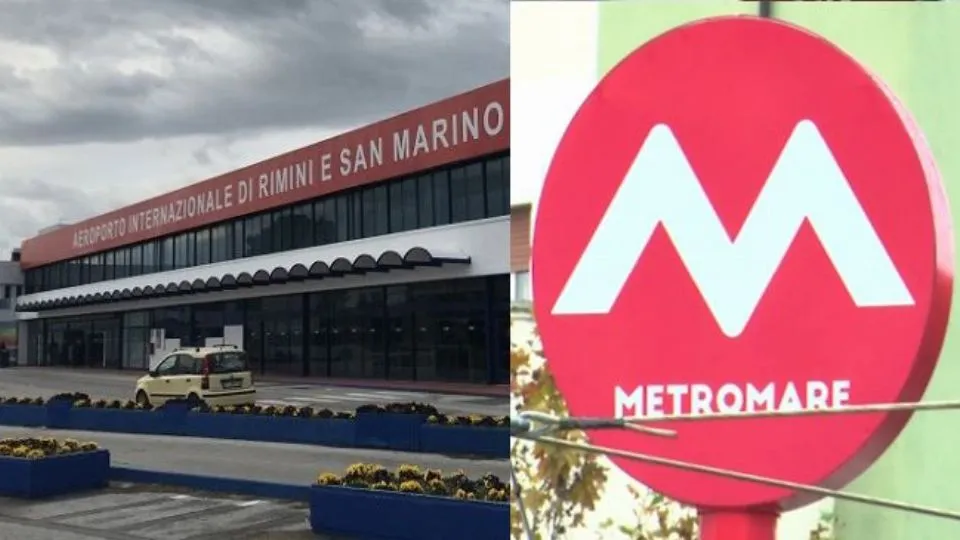 AEROPORTO INTERNAZIONALE DI RIMINI E SAN MARINO
M
METROMARE